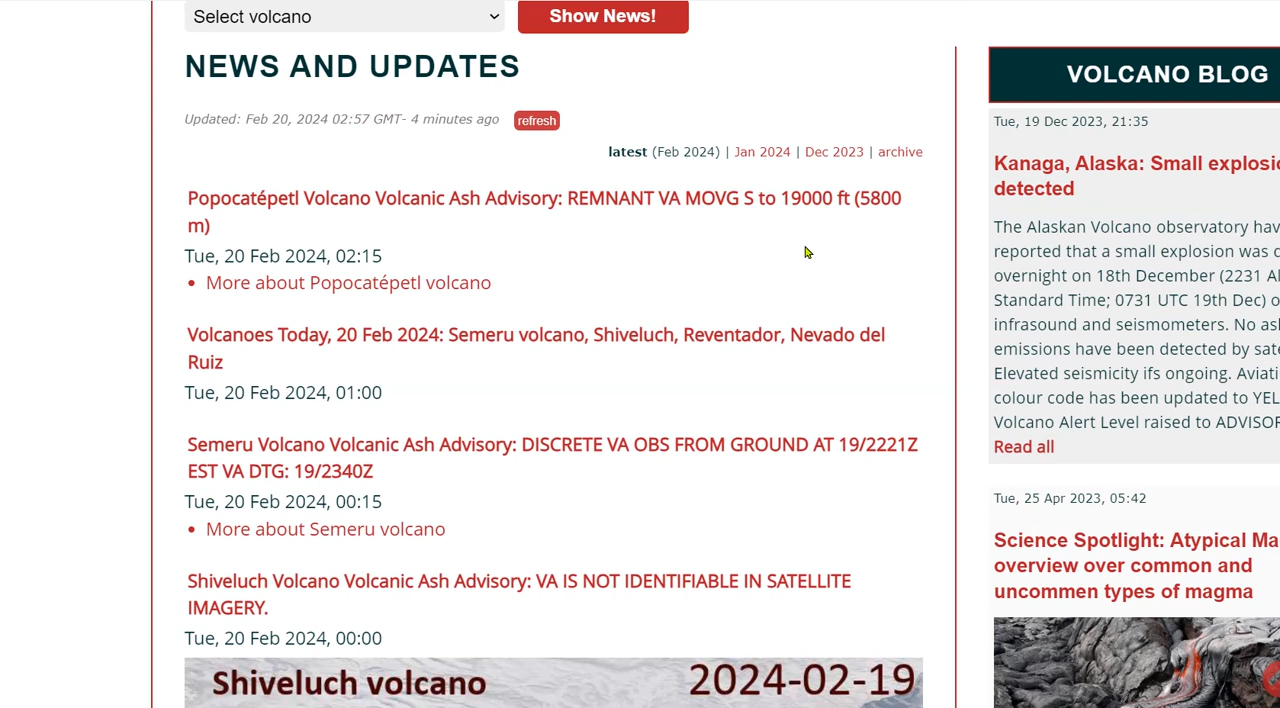 Select volcano
Show News!
NEWS AND UPDATES
Updated: Feb 20, 2024 02:57 GMT- 4 minutes ago
refresh
latest (Feb 2024) | Jan 2024 | Dec 2023 | archive
Popocatépetl Volcano Volcanic Ash Advisory: REMNANT VA MOVG S to 19000 ft (5800
m)
Tue, 20 Feb 2024, 02:15
• More about Popocatépetl volcano
Volcanoes Today, 20 Feb 2024: Semeru volcano, Shiveluch, Reventador, Nevado del
Ruiz
Tue, 20 Feb 2024, 01:00
Semeru Volcano Volcanic Ash Advisory: DISCRETE VA OBS FROM GROUND AT 19/2221Z
EST VA DTG: 19/2340Z
Tue, 20 Feb 2024, 00:15
• More about Semeru volcano
Shiveluch Volcano Volcanic Ash Advisory: VA IS NOT IDENTIFIABLE IN SATELLITE
IMAGERY.
Tue, 20 Feb 2024, 00:00
Shiveluch volcano
2024-02-19
VOLCANO BLOG
Tue, 19 Dec 2023, 21:35
Kanaga, Alaska: Small
detected
The Alaskan Volcano observatory
reported that a small explosion was
overnight on 18th December (2231
Standard Time; 0731 UTC 19th Dec)
infrasound and seismometers. No
emissions have been detected by
Elevated seismicity ifs ongoing.
colour code has been updated to
Volcano Alert Level raised to
Read all
Tue, 25 Apr 2023, 05:42
Science Spotlight: Atypical
overview over common and
uncommen types of magma